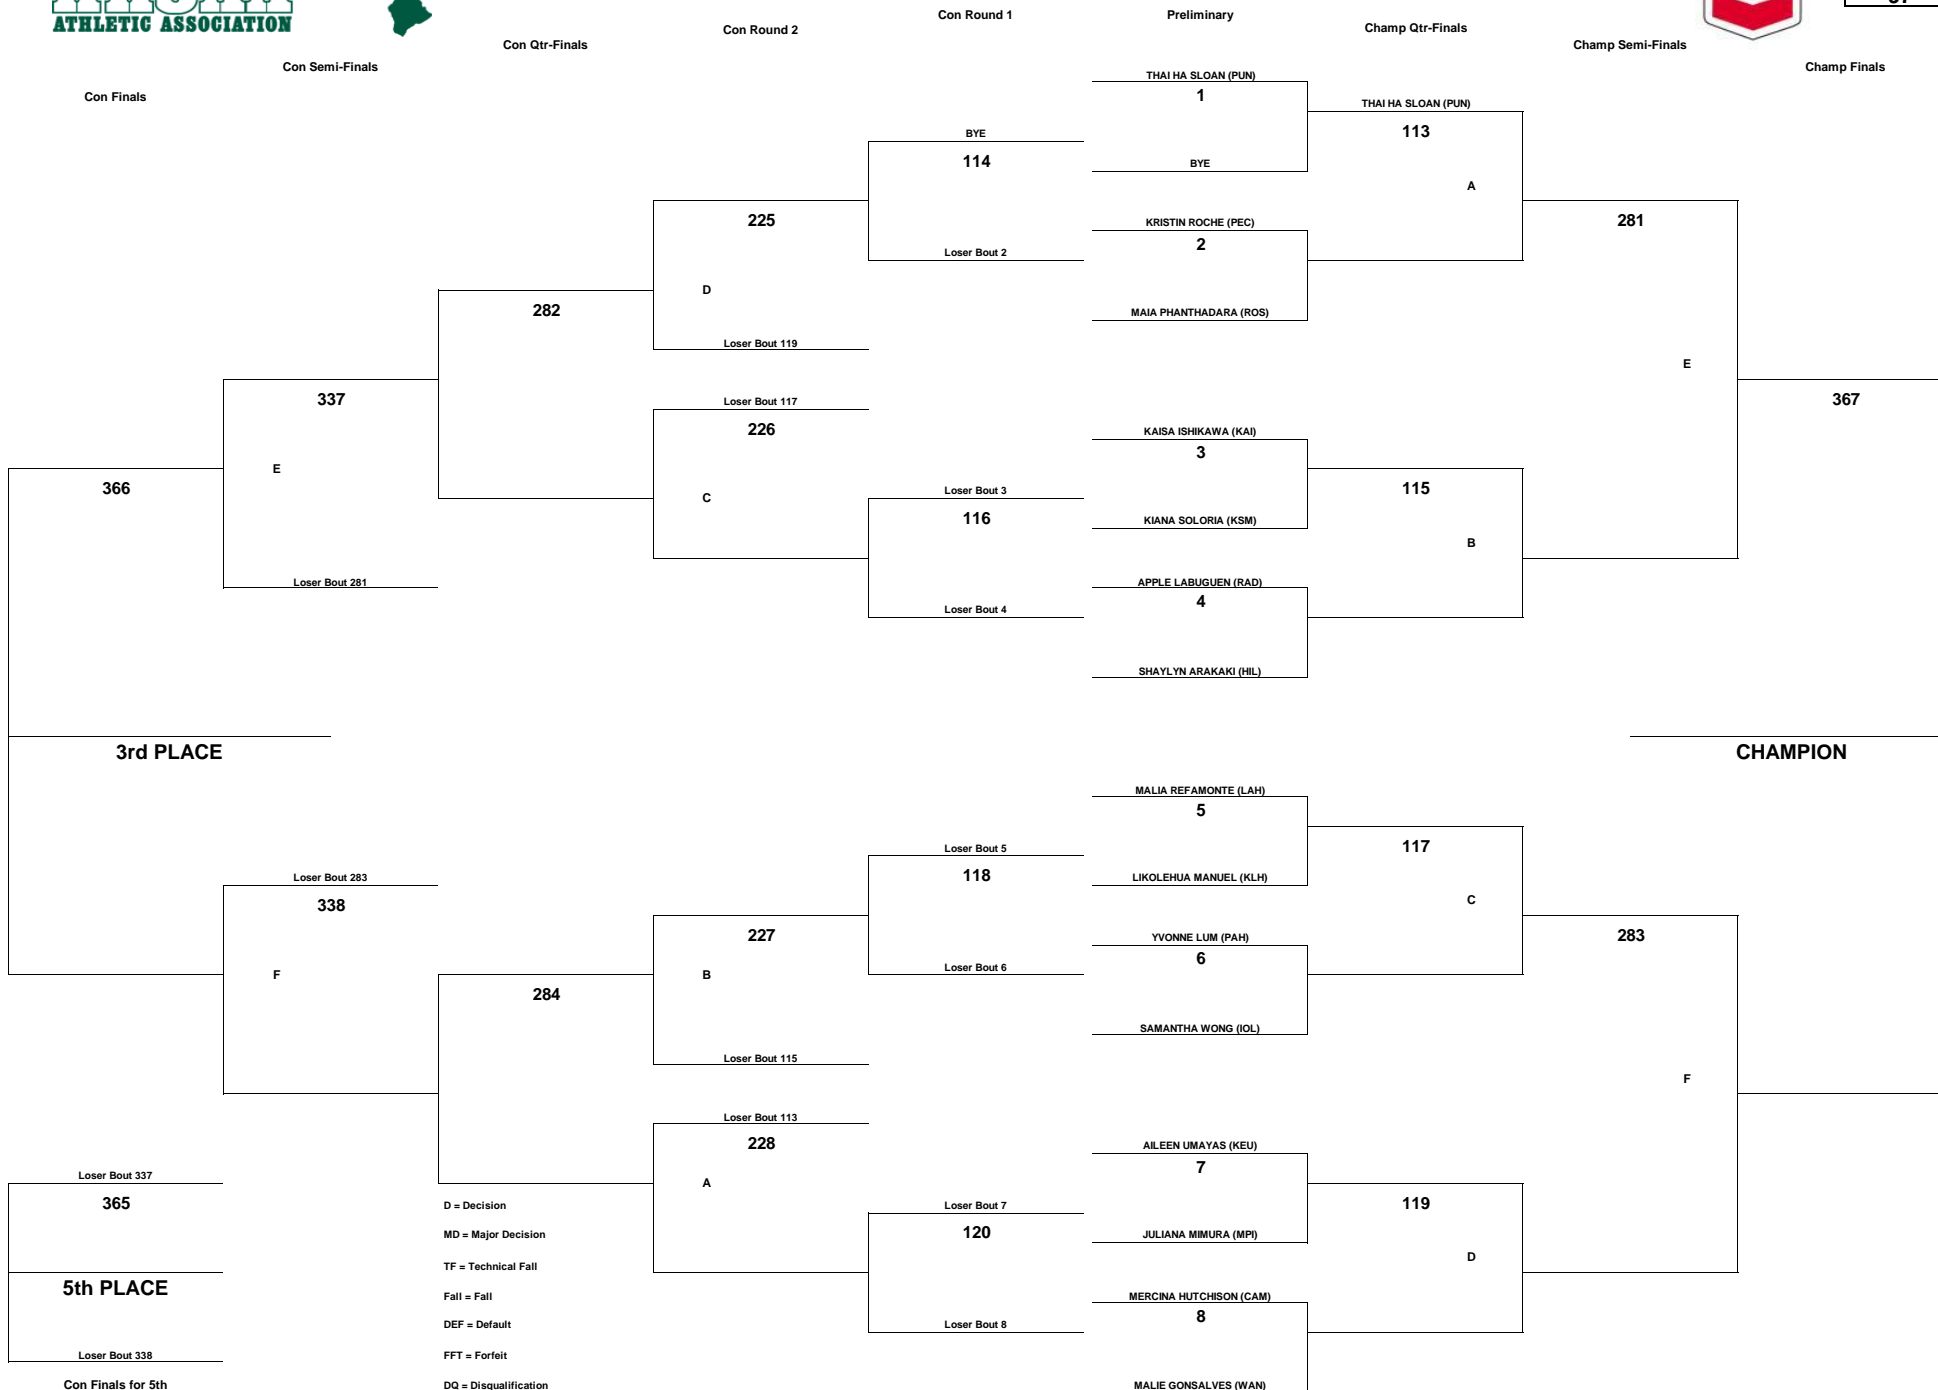 ATHLETIC ASSOCIATION
Con Round 1
Preliminary
Con Round 2
Champ Qtr-Finals
Con Qtr-Finals
Champ Semi-Finals
Con Semi-Finals
Champ Finals
Con Finals
THAI HA SLOAN (PUN)
1
THAI HA SLOAN (PUN)
BYE
113
114
BYE
A
225
KRISTIN ROCHE (PEC)
281
2
Loser Bout 2
D
282
MAIA PHANTHADARA (ROS)
Loser Bout 119
E
337
Loser Bout 117
367
226
KAISA ISHIKAWA (KAI)
3
E
366
Loser Bout 3
115
C
116
KIANA SOLORIA (KSM)
B
Loser Bout 281
APPLE LABUGUEN (RAD)
4
Loser Bout 4
SHAYLYN ARAKAKI (HIL)
3rd PLACE
CHAMPION
MALIA REFAMONTE (LAH)
5
Loser Bout 5
117
Loser Bout 283
118
LIKOLEHUA MANUEL (KLH)
338
C
227
YVONNE LUM (PAH)
283
6
Loser Bout 6
F
B
284
SAMANTHA WONG (IOL)
Loser Bout 115
F
Loser Bout 113
228
AILEEN UMAYAS (KEU)
7
Loser Bout 337
A
365
D = Decision
Loser Bout 7
119
MD = Major Decision
120
JULIANA MIMURA (MPI)
D
TF = Technical Fall
5th PLACE
Fall = Fall
MERCINA HUTCHISON (CAM)
8
DEF = Default
Loser Bout 8
Loser Bout 338
FFT = Forfeit
Con Finals for 5th
DQ = Disqualification
MALIE GONSALVES (WAN)